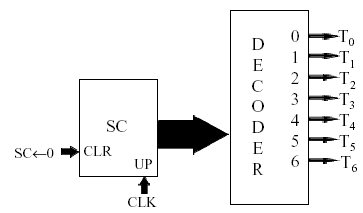 DECODER
0 T0
1 T1
2 T2
3 T3
4 T4
5 T5
6 T6
SC
SC←0
CLR
UP
CLK